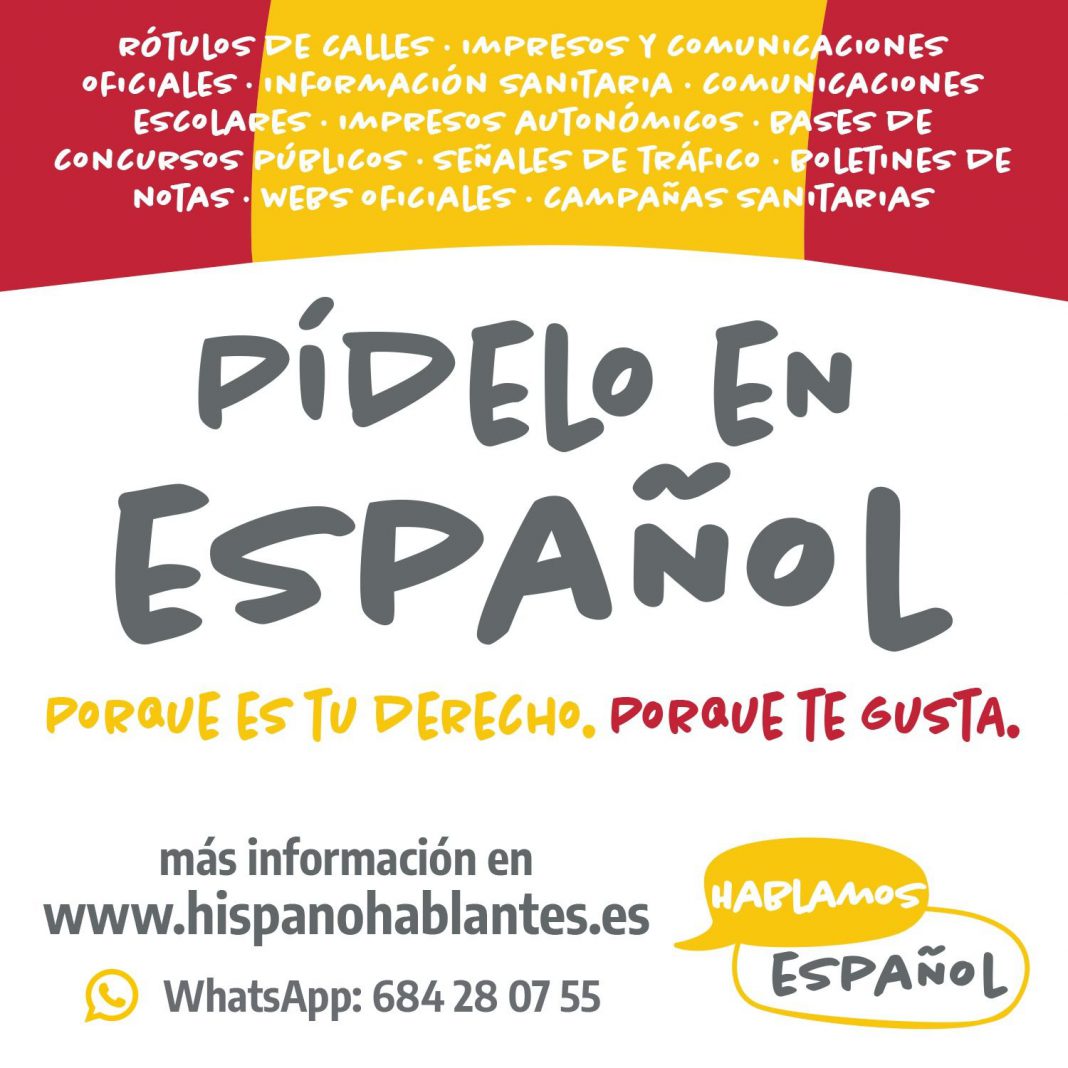 RÓTULOS DE CALLES · IMPRESOS Y COMUNICACIONES
OFICIALES · INFORMACIÓN SANITARIA · COMUNICACIONES
ESCOLARES · IMPRESOS AUTONÓMICOS · BASES DE
CONCURSOS PÚBLICOS · SEÑALES DE TRÁFICO · BOLETINES DE
NOTAS · WEBS OFICIALES · CAMPAÑAS SANITARIAS
PÍDELO EN
ESPAÑOL
PORQUE ES TU DERECHO. PORQUE TE GUSTA.
más información en
www.hispanohablantes.es
WhatsApp: 684 28 07 55
HABLAMOS
ESPAÑOL